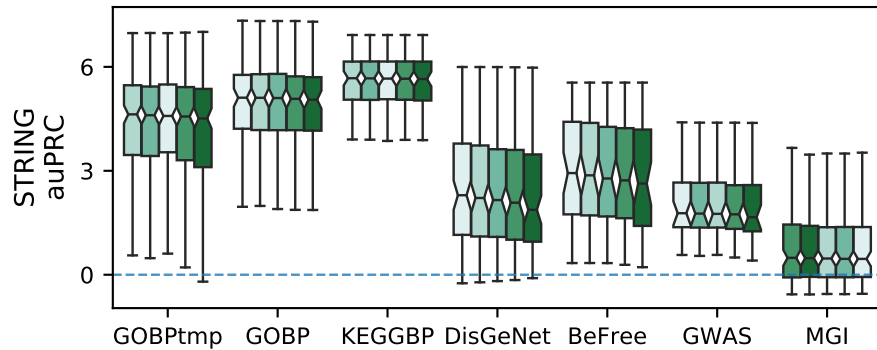 STRING
auPRC
6
3
0
GOBPtmp GOBP KEGGBP DisGeNet BeFree GWAS MGI